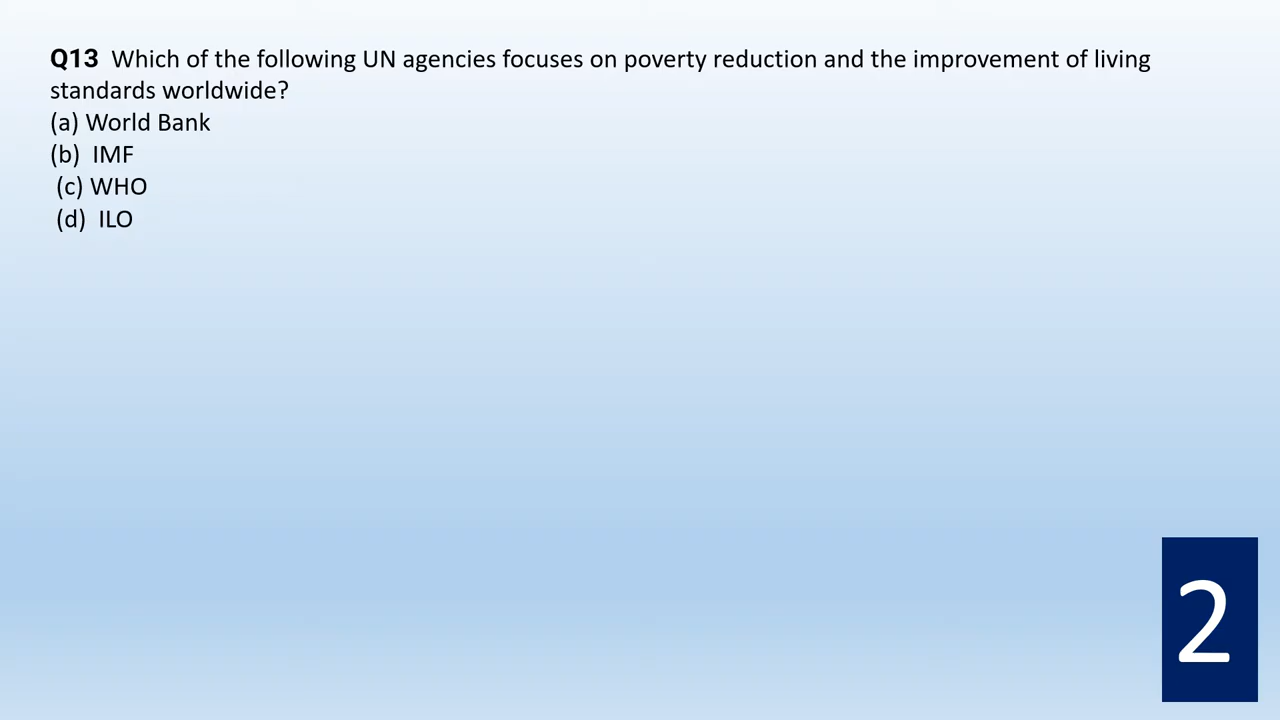 Q13 Which of the following UN agencies focuses on poverty reduction and the improvement of living
standards worldwide?
(a) World Bank
(b) IMF
(c) WHO
(d) ILO
2